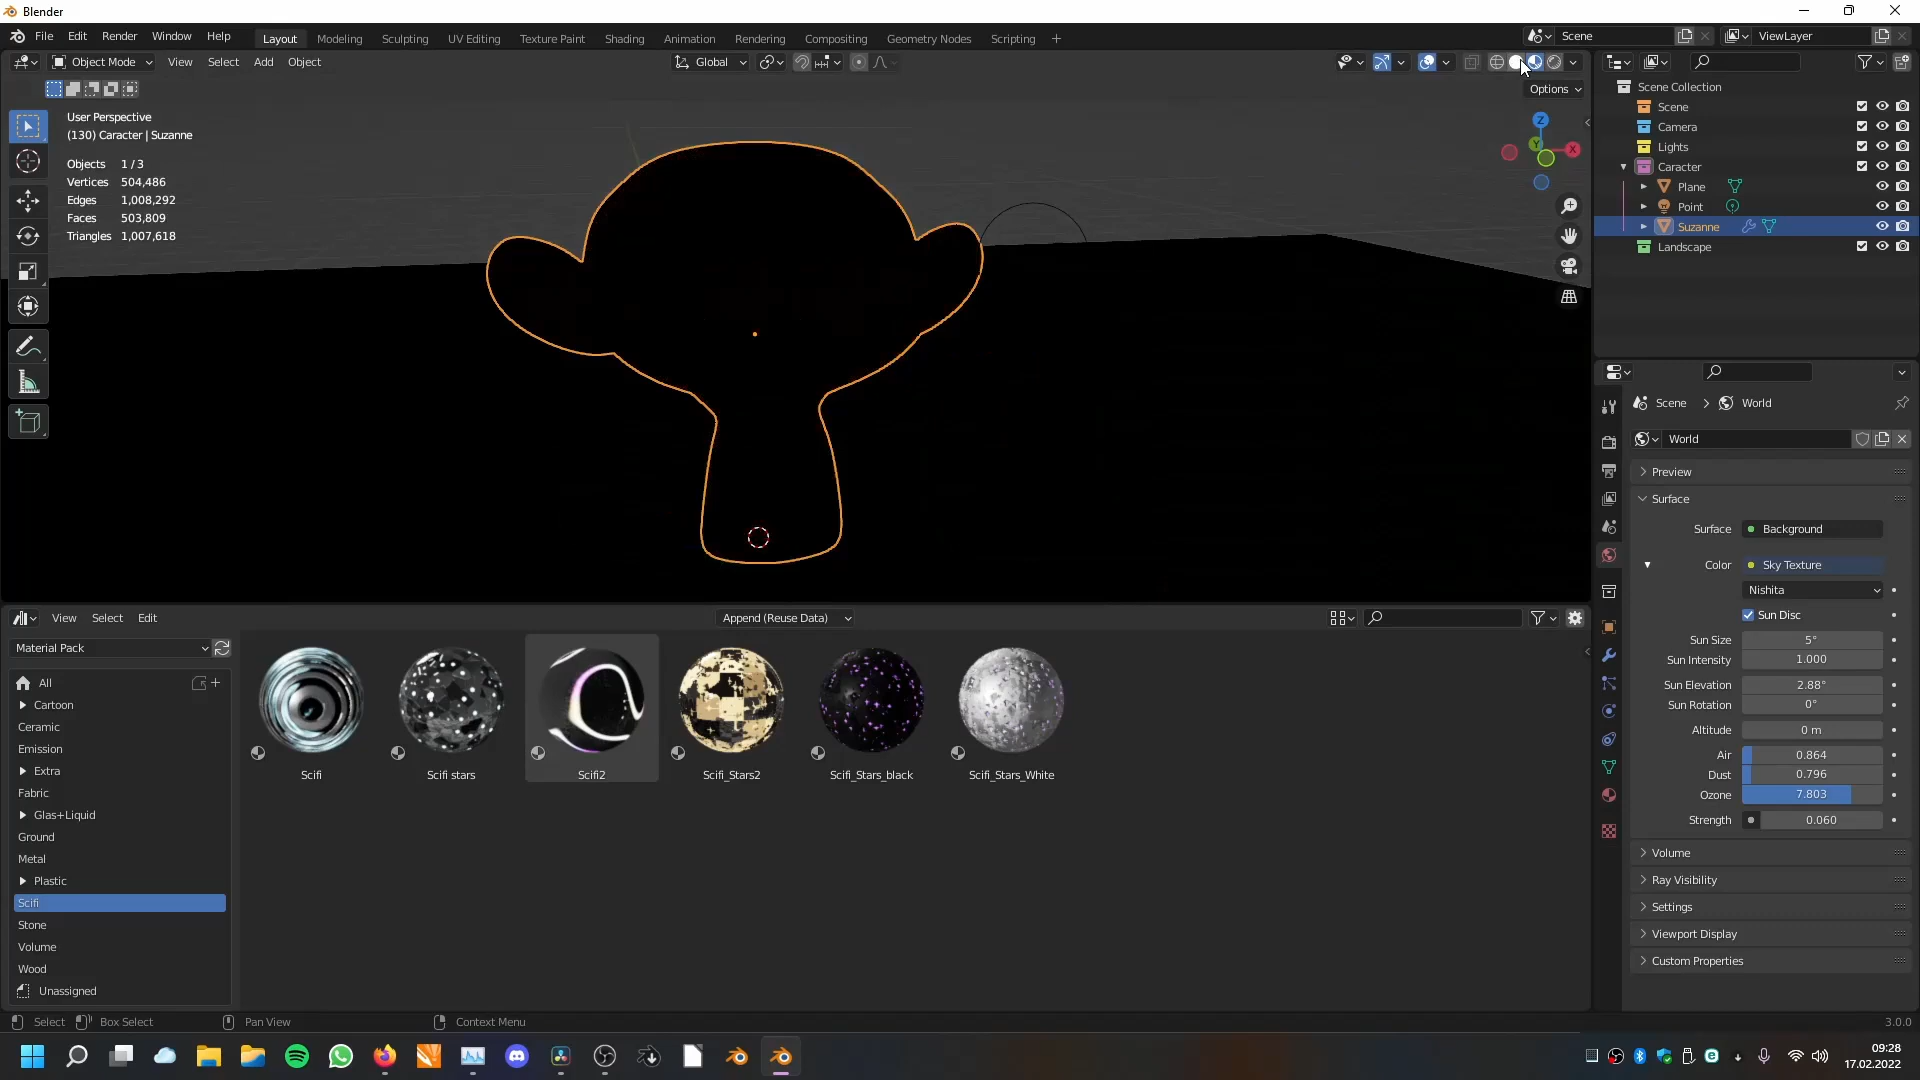 Blender
File Edit Render Window Help
Layout Modeling Sculpting UV Editing Texture Paint Shading Animation Rendering Compositing Geometry Nodes Scripting +
Scene
ViewLayer
Object Mode View Select Add Object
Global
Options
User Perspective
(130) Caracter | Suzanne
Objects 1/3
Vertices 504,486
Edges 1,008,292
Faces 503,809
Triangles 1,007,618
Z
Y
X
Scene Collection
Scene
Camera
Lights
Caracter
Plane
Point
Suzanne
Landscape
Scene > World
World
Preview
Surface
Surface Background
Color Sky Texture
Nishita
Sun Disc
Sun Size 5°
Sun Intensity 1.000
Sun Elevation 2.88°
Sun Rotation 0°
Altitude 0 m
Air 0.864
Dust 0.796
Ozone 7.803
Strength 0.060
Volume
Ray Visibility
Settings
Viewport Display
Custom Properties
View Select Edit
Append (Reuse Data)
Material Pack
All
Cartoon
Ceramic
Emission
Extra
Fabric
Glas+Liquid
Ground
Metal
Plastic
Scifi
Stone
Volume
Wood
Unassigned
Scifi
Scifi stars
Scifi2
Scifi_Stars2
Scifi_Stars_black
Scifi_Stars_White
Select Box Select Pan View Context Menu
3.0.0
09:28
17.02.2022